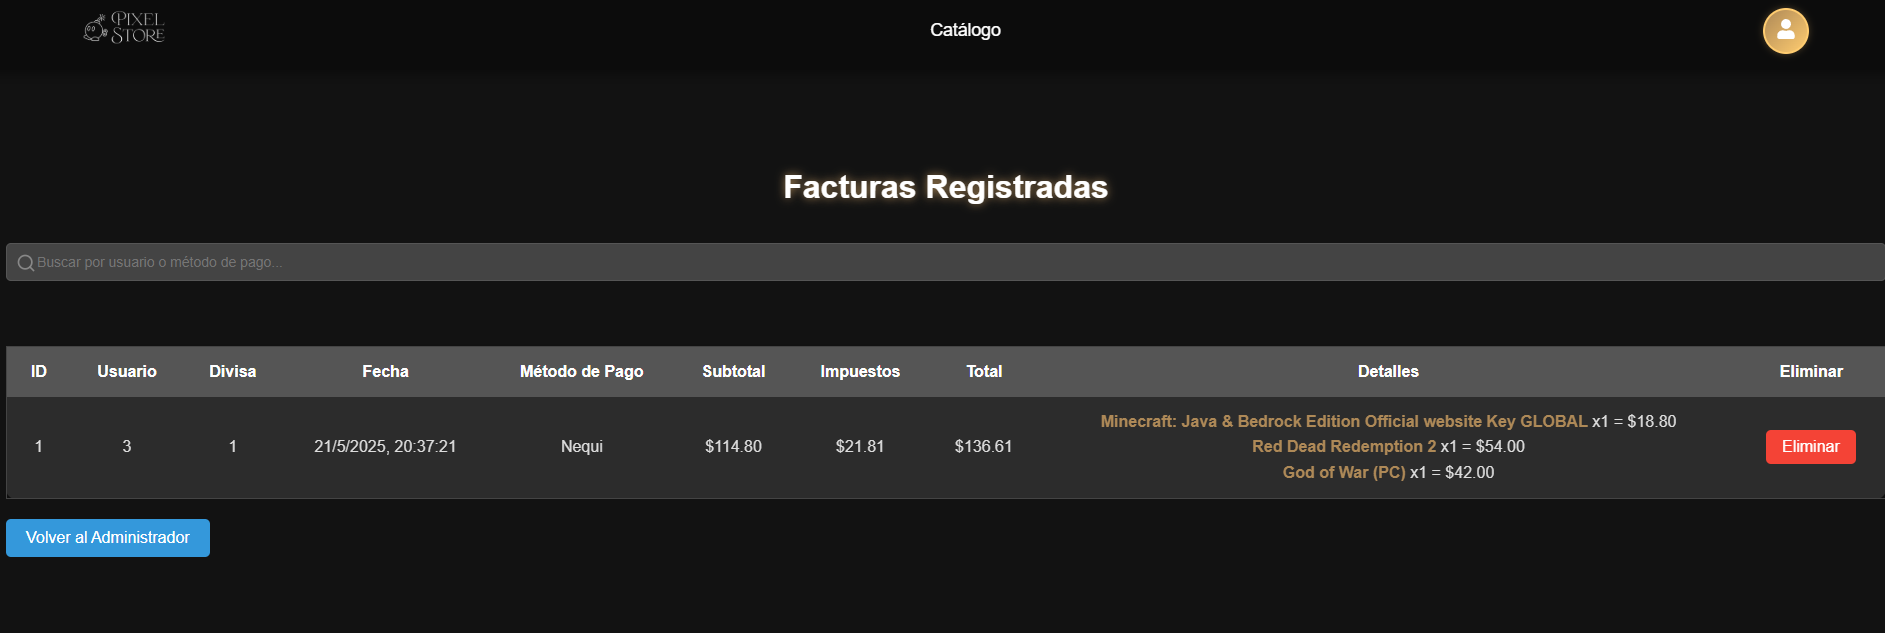 PIXEL
STORE
Catálogo
Facturas Registradas
Buscar por usuario o método de pago...
ID Usuario Divisa Fecha Método de Pago Subtotal Impuestos Total Detalles Eliminar
1 3 1 21/5/2025, 20:37:21 Nequi $114.80 $21.81 $136.61 Minecraft: Java & Bedrock Edition Official website Key GLOBAL x1 = $18.80
Red Dead Redemption 2 x1 = $54.00
God of War (PC) x1 = $42.00
Eliminar
Volver al Administrador